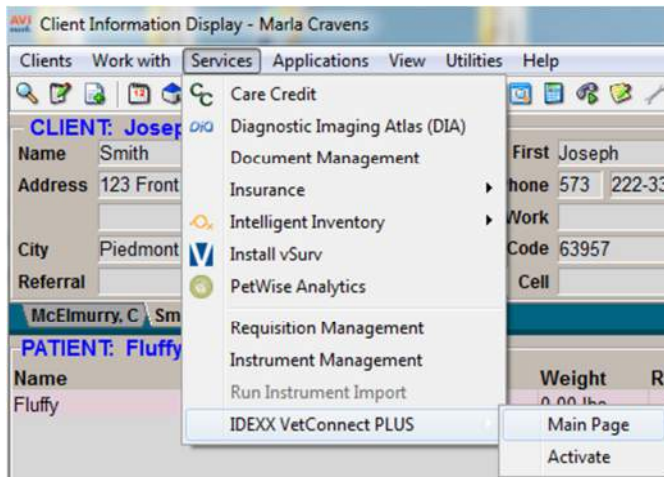 AVI mark Client Information Display - Marla Cravens
Clients Work with Services Applications View Utilities Help
Care Credit
CLIENT: Josep
DIA Diagnostic Imaging Atlas (DIA)
Name Smith Document Management First Joseph
Address 123 Front Insurance hone 573 222-33
Intelligent Inventory Work
City Piedmont Install vSurv Code 63957
Referral PetWise Analytics Cell
McElmurry, C Sm
Requisition Management
PATIENT: Fluffy Instrument Management
Name Run Instrument Import Weight R
Fluffy IDEXX VetConnect PLUS Main Page
Activate